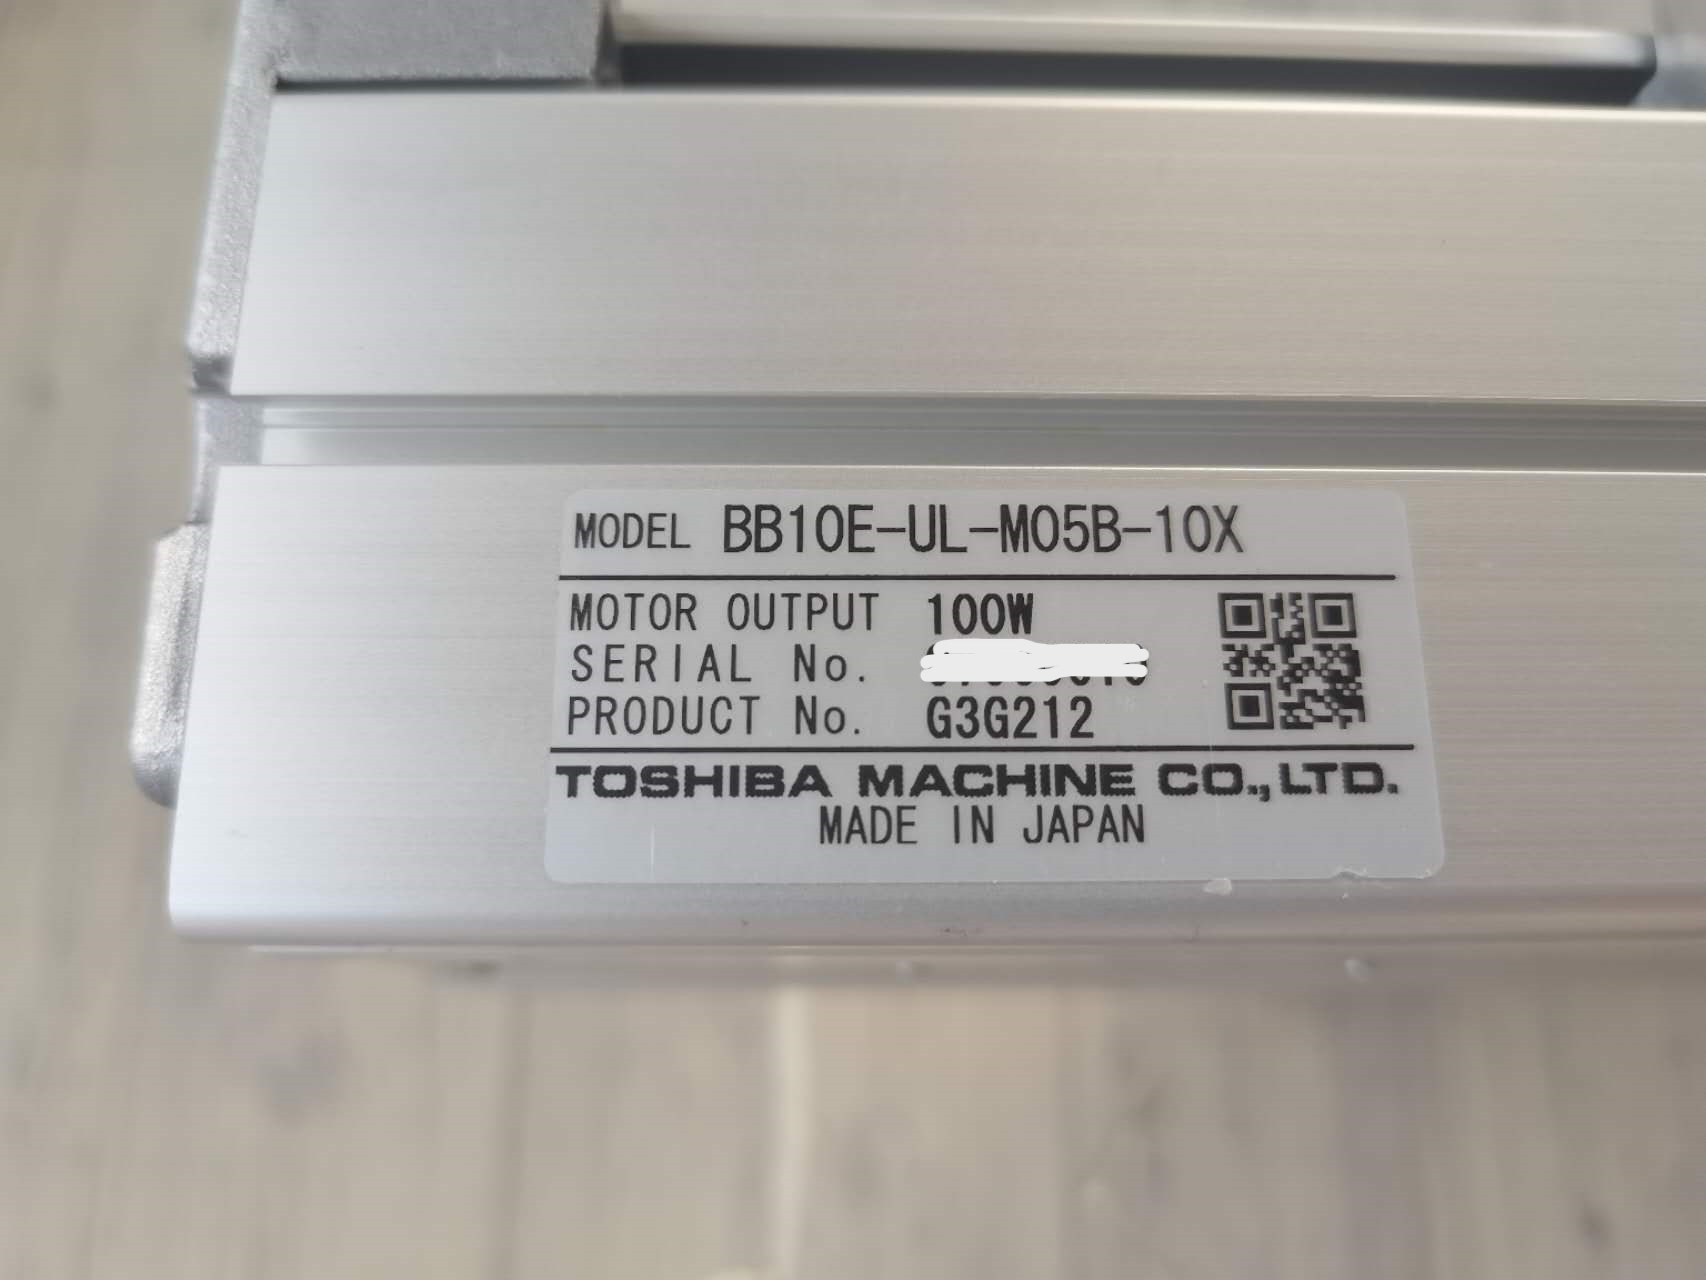 MODEL BB10E-UL-M05B-10X
MOTOR OUTPUT 100W
SERIAL No.
PRODUCT No. G3G212
TOSHIBA MACHINE CO.,LTD.
MADE IN JAPAN